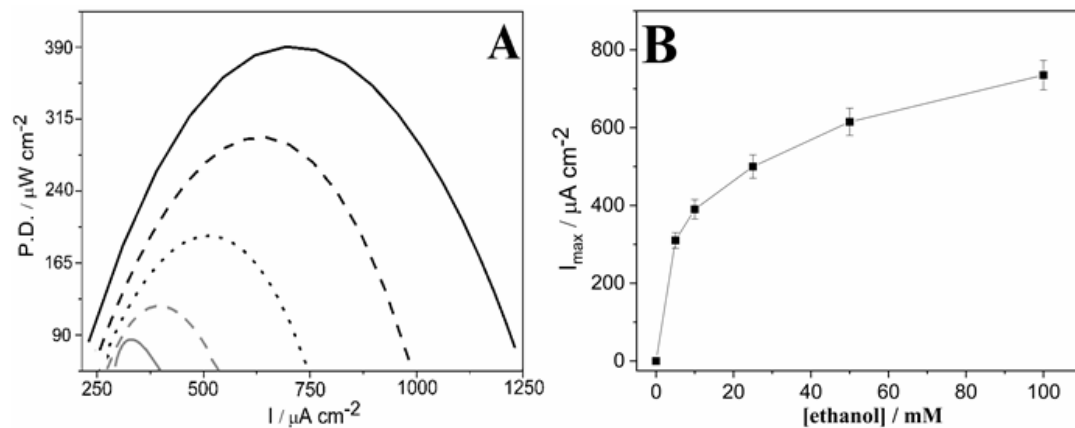 A
P.D. / μW cm⁻²
390
315
240
165
90
250 500 750 1000 1250
I / μA cm⁻²
B
I_max / μA cm⁻²
800
600
400
200
0
0 20 40 60 80 100
[ethanol] / mM